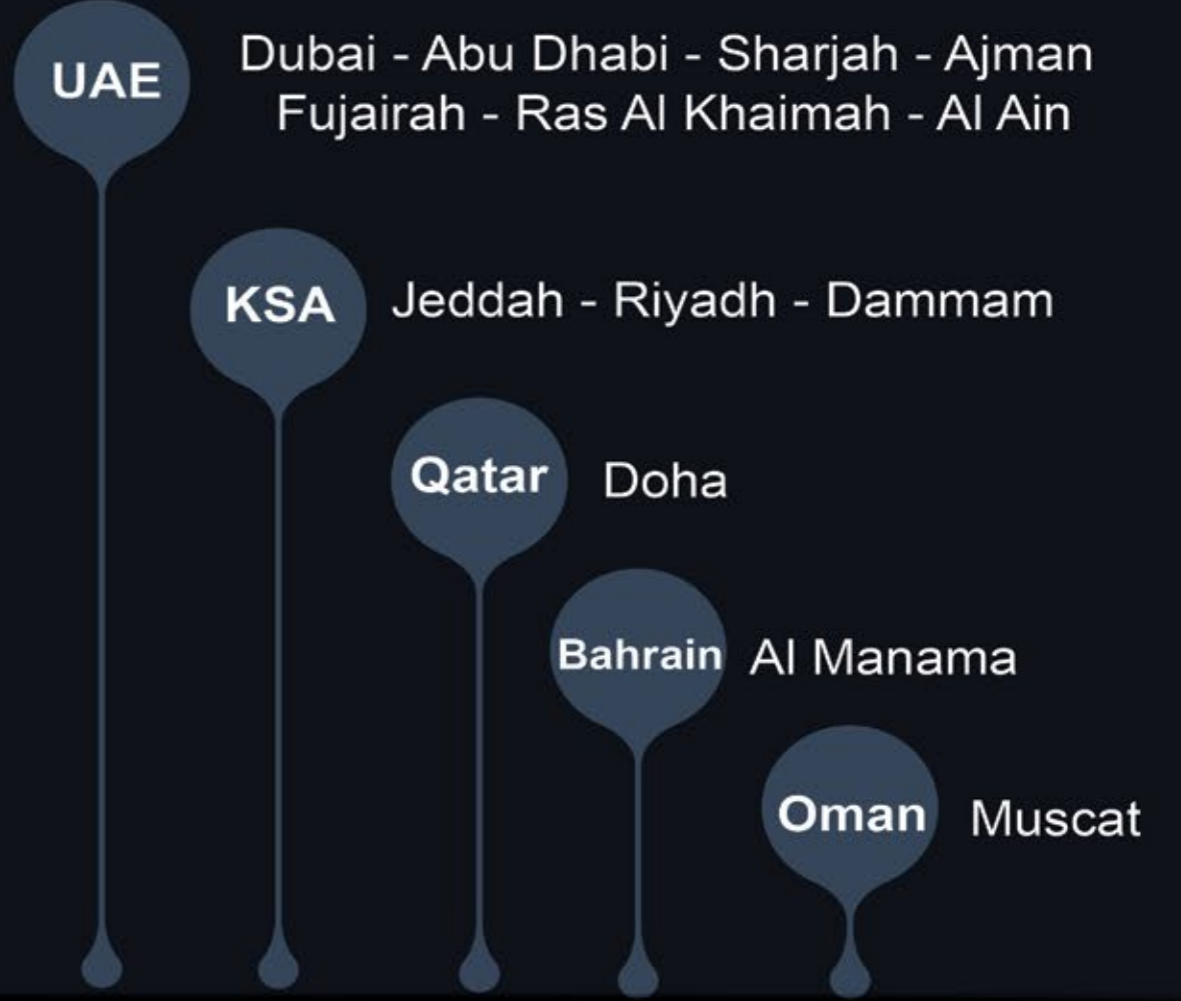 UAE
Dubai - Abu Dhabi - Sharjah - Ajman
Fujairah - Ras Al Khaimah - Al Ain
KSA
Jeddah - Riyadh - Dammam
Qatar
Doha
Bahrain
Al Manama
Oman
Muscat